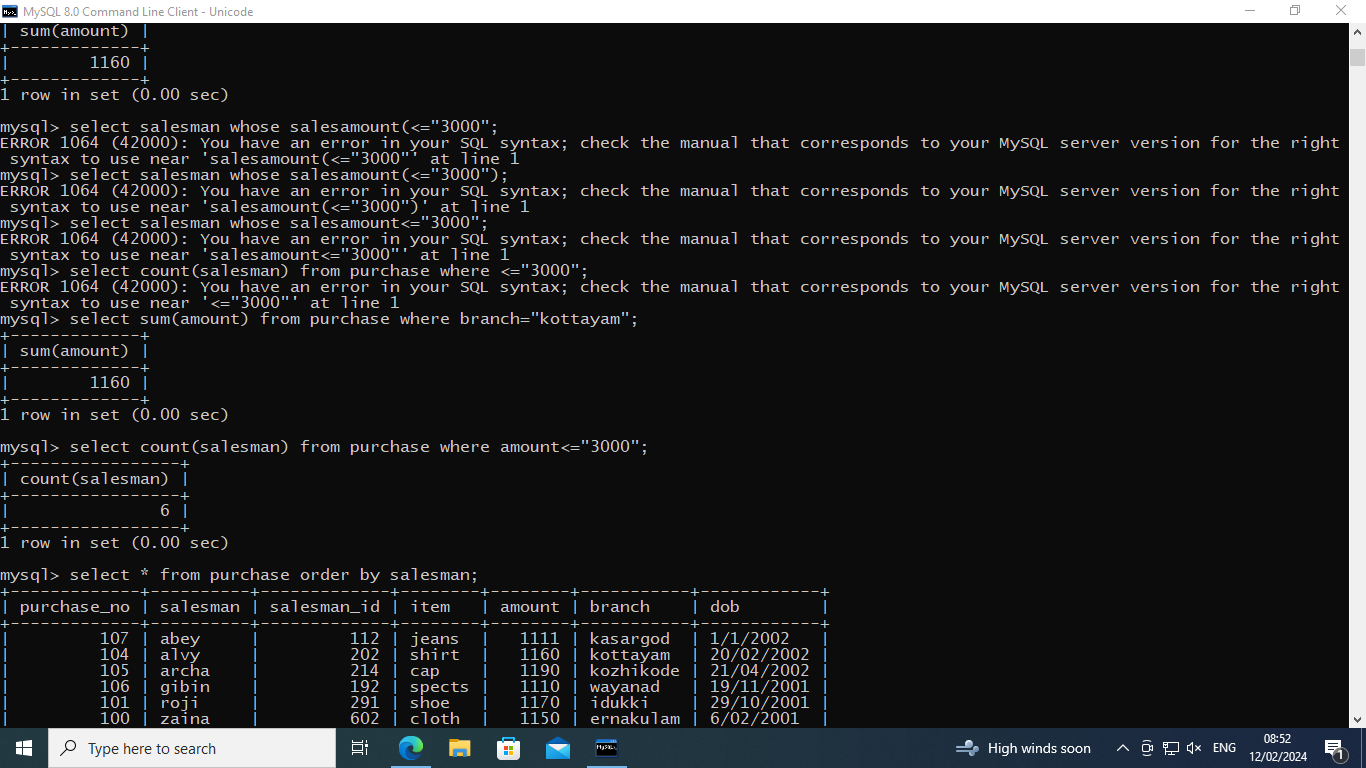 MySQL 8.0 Command Line Client - Unicode
| sum(amount) |
+-------------+
|        1160 |
+-------------+
1 row in set (0.00 sec)
mysql> select salesman whose salesamount(<="3000";
ERROR 1064 (42000): You have an error in your SQL syntax; check the manual that corresponds to your MySQL server version for the right
 syntax to use near 'salesamount(<="3000"' at line 1
mysql> select salesman whose salesamount(<="3000");
ERROR 1064 (42000): You have an error in your SQL syntax; check the manual that corresponds to your MySQL server version for the right
 syntax to use near 'salesamount(<="3000")' at line 1
mysql> select salesman whose salesamount<="3000";
ERROR 1064 (42000): You have an error in your SQL syntax; check the manual that corresponds to your MySQL server version for the right
 syntax to use near 'salesamount<="3000"' at line 1
mysql> select count(salesman) from purchase where <="3000";
ERROR 1064 (42000): You have an error in your SQL syntax; check the manual that corresponds to your MySQL server version for the right
 syntax to use near '<="3000"' at line 1
mysql> select sum(amount) from purchase where branch="kottayam";
+-------------+
| sum(amount) |
+-------------+
|        1160 |
+-------------+
1 row in set (0.00 sec)
mysql> select count(salesman) from purchase where amount<="3000";
+-----------------+
| count(salesman) |
+-----------------+
|               6 |
+-----------------+
1 row in set (0.00 sec)
mysql> select * from purchase order by salesman;
+-------------+----------+-------------+--------+--------+-----------+------------+
| purchase_no | salesman | salesman_id | item   | amount | branch    | dob        |
+-------------+----------+-------------+--------+--------+-----------+------------+
|         107 | abey     |         112 | jeans  |   1111 | kasargod  | 1/1/2002   |
|         104 | alvy     |         202 | shirt  |   1160 | kottayam  | 20/02/2002 |
|         105 | archa    |         214 | cap    |   1190 | kozhikode | 21/04/2002 |
|         106 | gibin    |         192 | spects |   1110 | wayanad   | 19/11/2001 |
|         101 | roji     |         291 | shoe   |   1170 | idukki    | 29/10/2001 |
|         100 | zaina    |         602 | cloth  |   1150 | ernakulam | 6/02/2001  |
Type here to search
High winds soon
ENG
08:52
12/02/2024
1